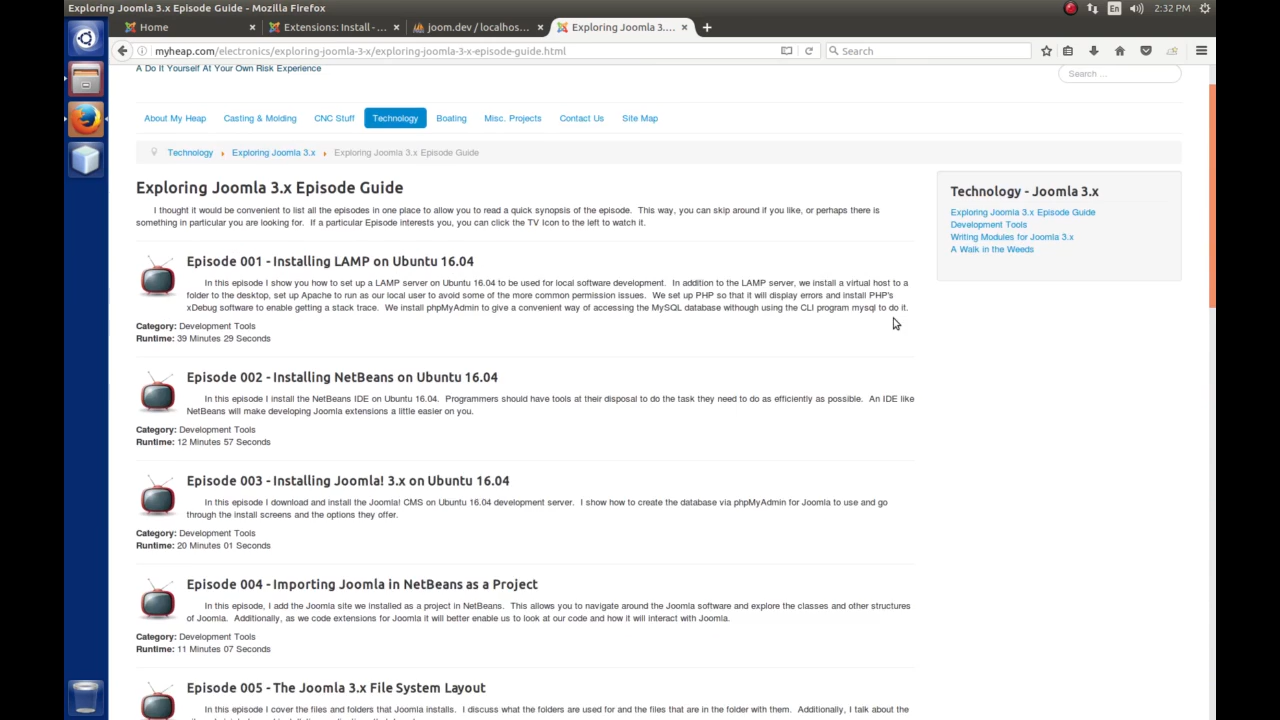 Exploring Joomla 3.x Episode Guide - Mozilla Firefox
En
2:32 PM
Home
Extensions: Install - ...
joom.dev / localhos...
Exploring Joomla 3....
myheap.com/electronics/exploring-joomla-3-x/exploring-joomla-3-x-episode-guide.html
Search
A Do It Yourself At Your Own Risk Experience
Search ...
About My Heap
Casting & Molding
CNC Stuff
Technology
Boating
Misc. Projects
Contact Us
Site Map
Technology
Exploring Joomla 3.x
Exploring Joomla 3.x Episode Guide
Exploring Joomla 3.x Episode Guide
I thought it would be convenient to list all the episodes in one place to allow you to read a quick synopsis of the episode. This way, you can skip around if you like, or perhaps there is
something in particular you are looking for. If a particular Episode interests you, you can click the TV Icon to the left to watch it.
Episode 001 - Installing LAMP on Ubuntu 16.04
In this episode I show you how to set up a LAMP server on Ubuntu 16.04 to be used for local software development. In addition to the LAMP server, we install a virtual host to a
folder to the desktop, set up Apache to run as our local user to avoid some of the more common permission issues. We set up PHP so that it will display errors and install PHP's
xDebug software to enable getting a stack trace. We install phpMyAdmin to give a convenient way of accessing the MySQL database withough using the CLI program mysql to do it.
Category: Development Tools
Runtime: 39 Minutes 29 Seconds
Episode 002 - Installing NetBeans on Ubuntu 16.04
In this episode I install the NetBeans IDE on Ubuntu 16.04. Programmers should have tools at their disposal to do the task they need to do as efficiently as possible. An IDE like
NetBeans will make developing Joomla extensions a little easier on you.
Category: Development Tools
Runtime: 12 Minutes 57 Seconds
Episode 003 - Installing Joomla! 3.x on Ubuntu 16.04
In this episode I download and install the Joomla! CMS on Ubuntu 16.04 development server. I show how to create the database via phpMyAdmin for Joomla to use and go
through the install screens and the options they offer.
Category: Development Tools
Runtime: 20 Minutes 01 Seconds
Episode 004 - Importing Joomla in NetBeans as a Project
In this episode, I add the Joomla site we installed as a project in NetBeans. This allows you to navigate around the Joomla software and explore the classes and other structures
of Joomla. Additionally, as we code extensions for Joomla it will better enable us to look at our code and how it will interact with Joomla.
Category: Development Tools
Runtime: 11 Minutes 07 Seconds
Episode 005 - The Joomla 3.x File System Layout
In this episode I cover the files and folders that Joomla installs. I discuss what the folders are used for and the files that are in the folder with them. Additionally, I talk about the
Technology - Joomla 3.x
Exploring Joomla 3.x Episode Guide
Development Tools
Writing Modules for Joomla 3.x
A Walk in the Weeds